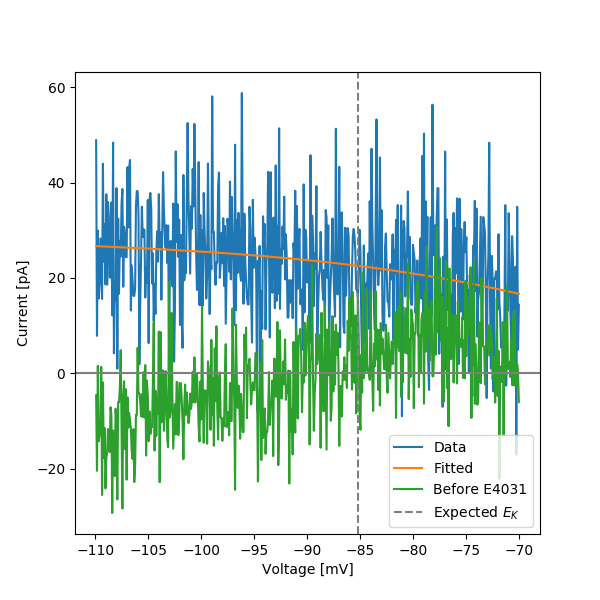 60
40
20
0
−20
Current [pA]
Data
Fitted
Before E4031
Expected E_K
−110
−105
−100
−95
−90
−85
−80
−75
−70
Voltage [mV]